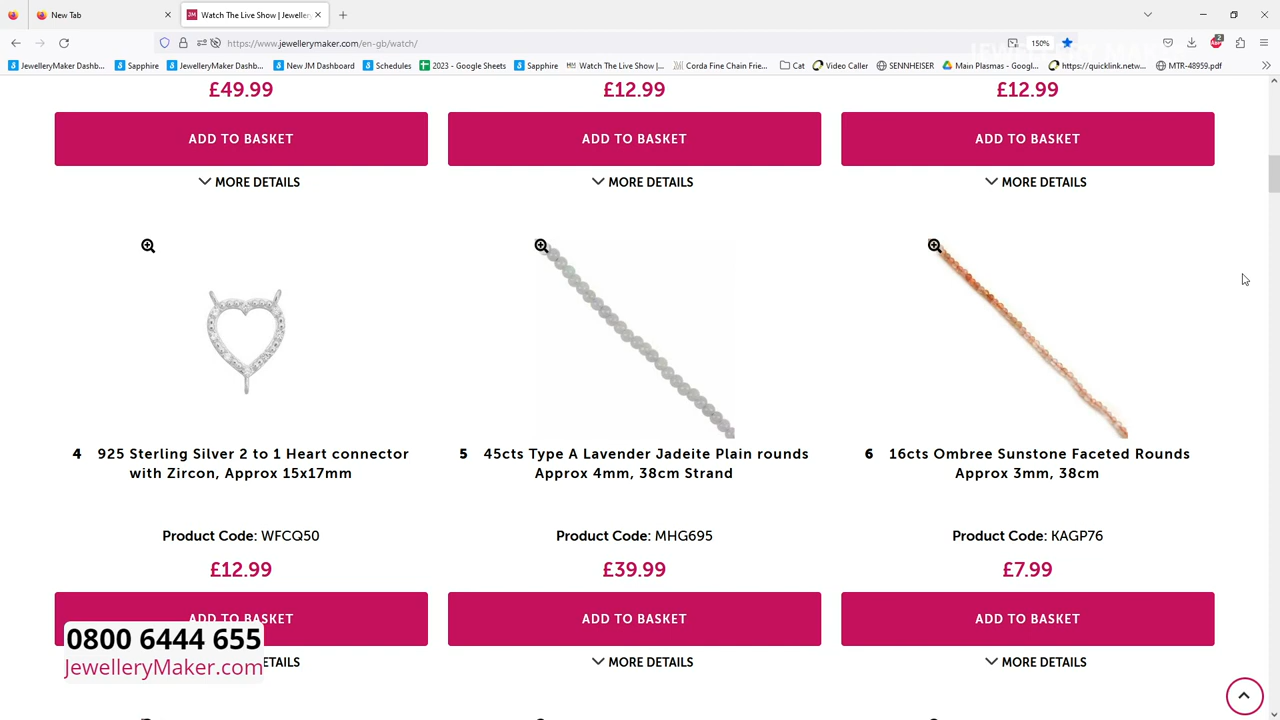 New Tab
Watch The Live Show | Jeweller
https://www.jewellerymaker.com/en-gb/watch/
150%
2
JewelleryMaker Dashb...
Sapphire
JewelleryMaker Dashb...
New JM Dashboard
Schedules
2023 - Google Sheets
Sapphire
Watch The Live Show |...
Corda Fine Chain Frie...
Cat
Video Caller
SENNHEISER
Main Plasmas - Googl...
https://quicklink.netw...
MTR-48959.pdf
£49.99
£12.99
£12.99
ADD TO BASKET
ADD TO BASKET
ADD TO BASKET
MORE DETAILS
MORE DETAILS
MORE DETAILS
4 925 Sterling Silver 2 to 1 Heart connector
with Zircon, Approx 15x17mm
5 45cts Type A Lavender Jadeite Plain rounds
Approx 4mm, 38cm Strand
6 16cts Ombree Sunstone Faceted Rounds
Approx 3mm, 38cm
Product Code: WFCQ50
Product Code: MHG695
Product Code: KAGP76
£12.99
£39.99
£7.99
ADD TO BASKET
ADD TO BASKET
ADD TO BASKET
0800 6444 655
JewelleryMaker.com
ETAILS
MORE DETAILS
MORE DETAILS